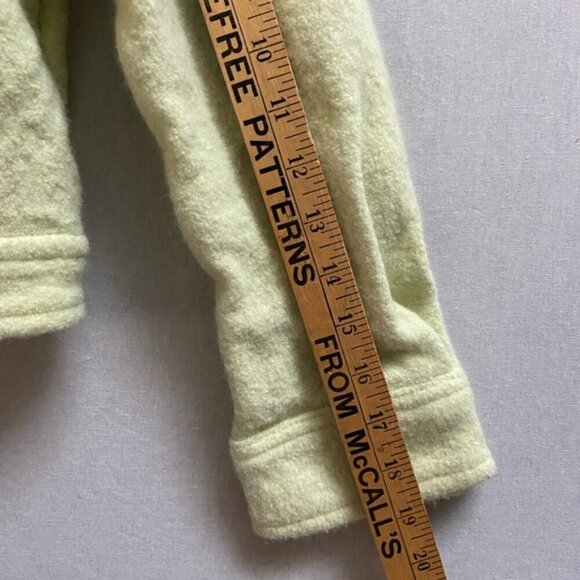 EFREE PATTERNS FROM McCALL'S
10 11 12 13 14 15 16 17 18 19 20